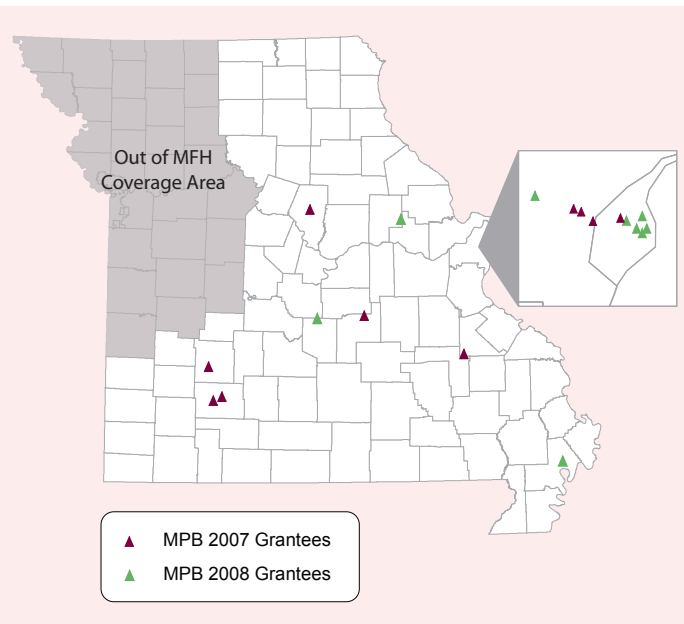 Out of MFH
Coverage Area
MPB 2007 Grantees
MPB 2008 Grantees